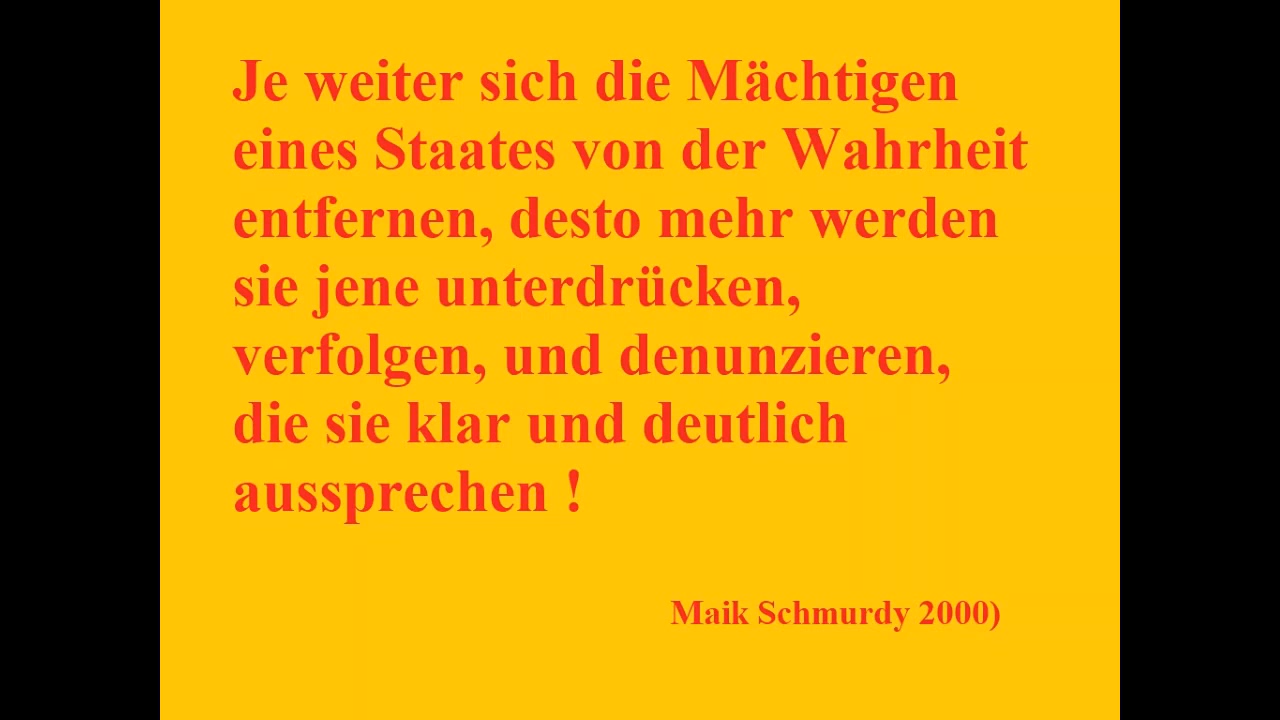 Je weiter sich die Mächtigen
eines Staates von der Wahrheit
entfernen, desto mehr werden
sie jene unterdrücken,
verfolgen, und denunzieren,
die sie klar und deutlich
aussprechen !
Maik Schmurdy 2000)